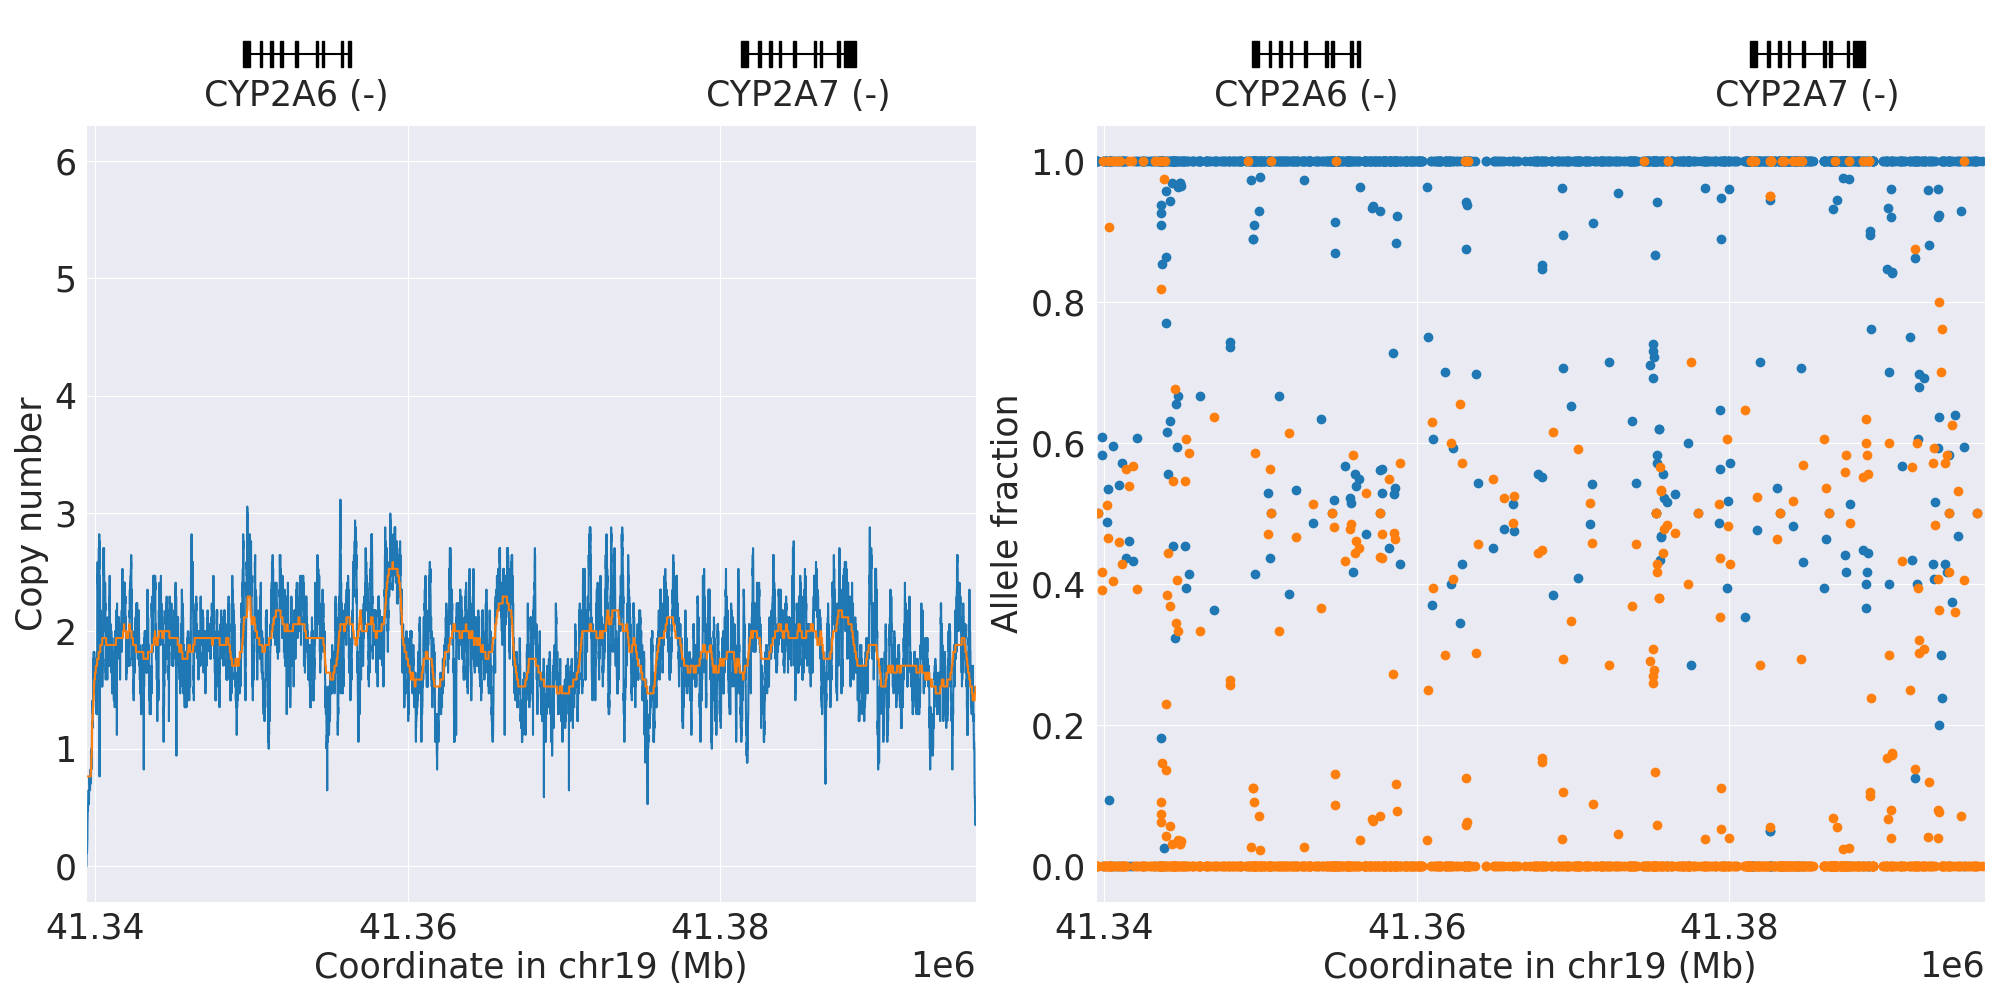 CYP2A6 (-)
CYP2A7 (-)
6
5
4
3
2
1
0
Copy number
41.34
41.36
41.38
Coordinate in chr19 (Mb)
1e6
CYP2A6 (-)
CYP2A7 (-)
1.0
0.8
0.6
0.4
0.2
0.0
Allele fraction
41.34
41.36
41.38
Coordinate in chr19 (Mb)
1e6